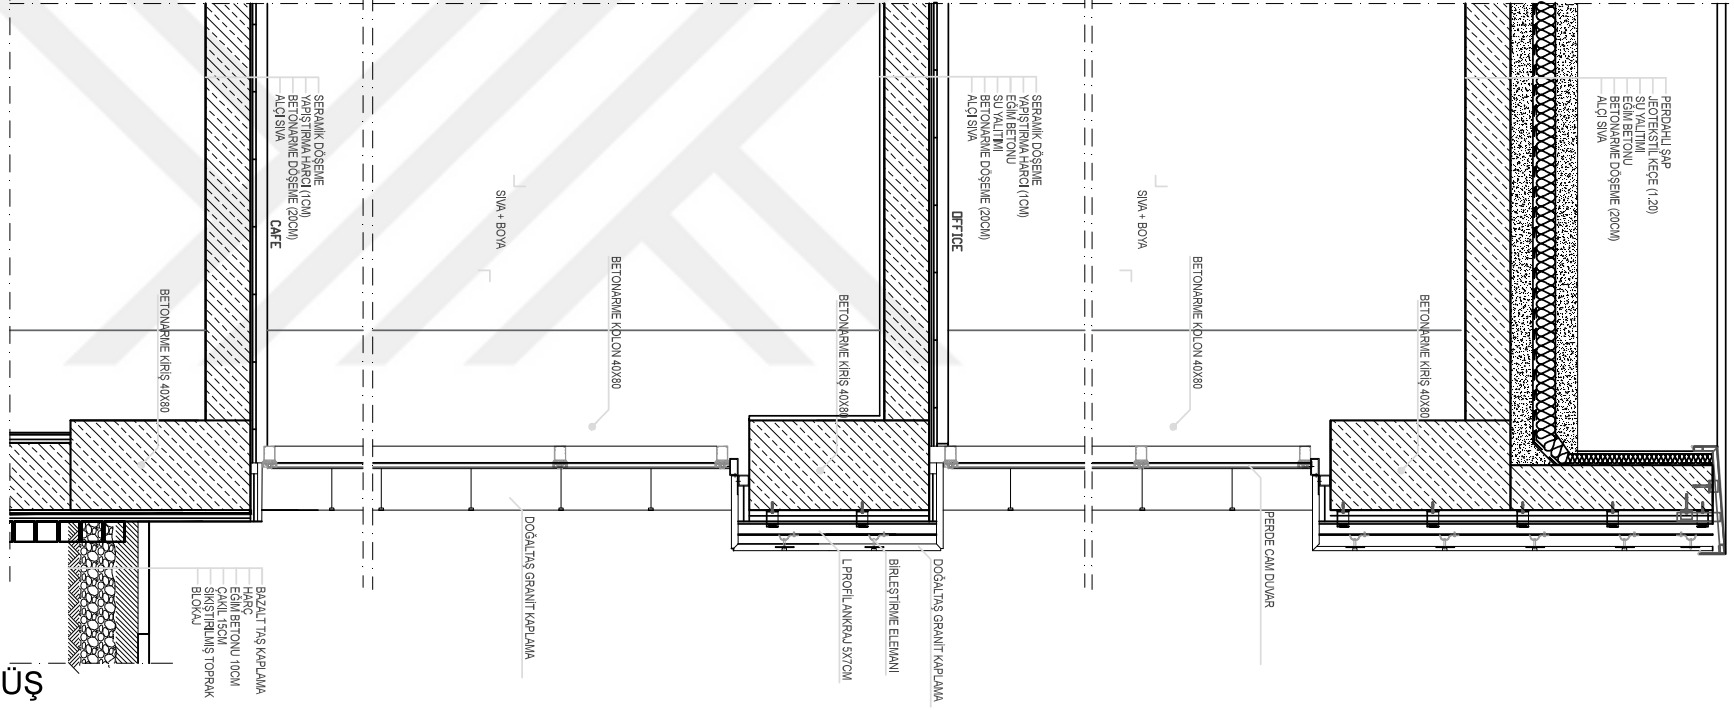 SERAMİK DÖŞEME
YAPIŞTIRMA HARCI (1CM)
BETONARME DÖŞEME (20CM)
ALÇI SIVA
CAFE
SIVA + BOYA
BETONARME KOLON 40X80
BETONARME KİRİŞ 40X80
SERAMİK DÖŞEME
YAPIŞTIRMA HARCI (1CM)
EĞİM BETONU
SU YALITIMI
BETONARME DÖŞEME (20CM)
ALÇI SIVA
OFFICE
SIVA + BOYA
BETONARME KOLON 40X80
BETONARME KİRİŞ 40X80
PERDAHLI ŞAP
JEOTEKSTİL KEÇE (1.20)
SU YALITIMI
EĞİM BETONU
BETONARME DÖŞEME (20CM)
ALÇI SIVA
BETONARME KİRİŞ 40X80
DOĞALTAŞ GRANİT KAPLAMA
L PROFİL ANKRAJ 5X7CM
BİRLEŞTİRME ELEMANI
DOĞALTAŞ GRANİT KAPLAMA
PERDE CAM DUVAR
BAZALT TAŞ KAPLAMA
HARÇ
EĞİM BETONU 10CM
ÇAKIL 15CM
SIKIŞTIRILMIŞ TOPRAK
BLOKAJ
ÜŞ